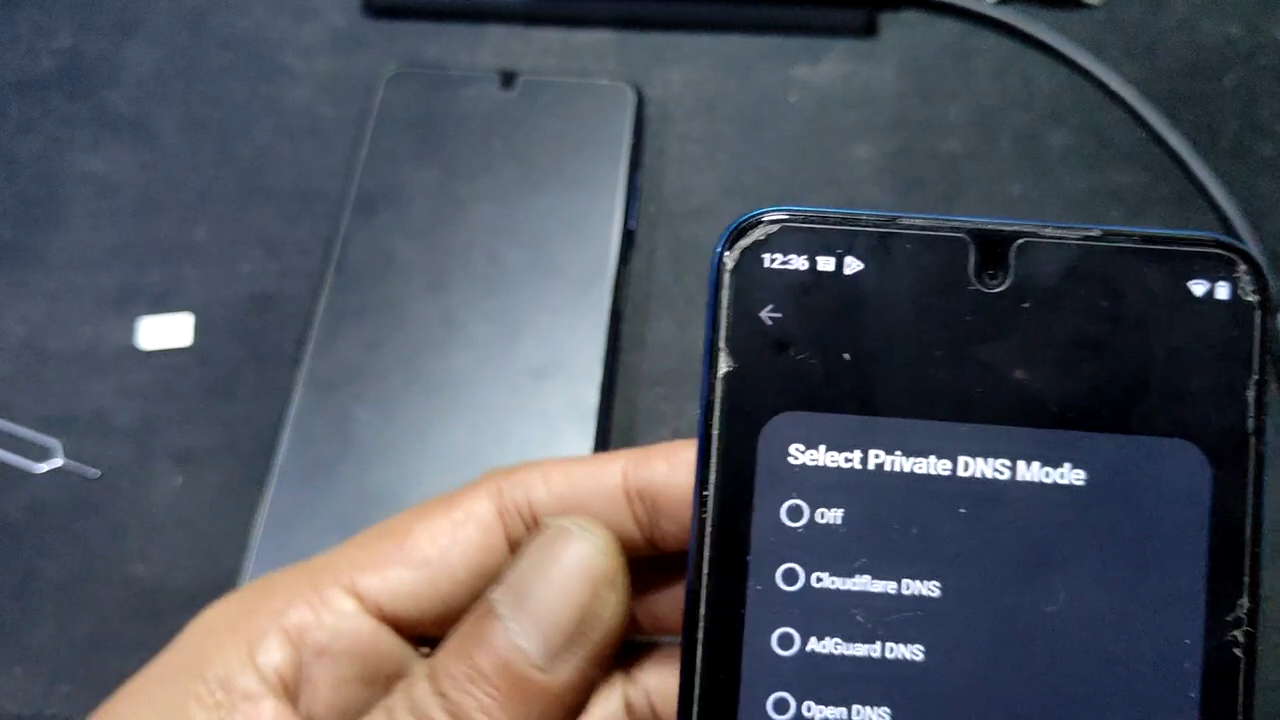 12:36
Select Private DNS Mode
Off
Cloudflare DNS
AdGuard DNS
Open DNS